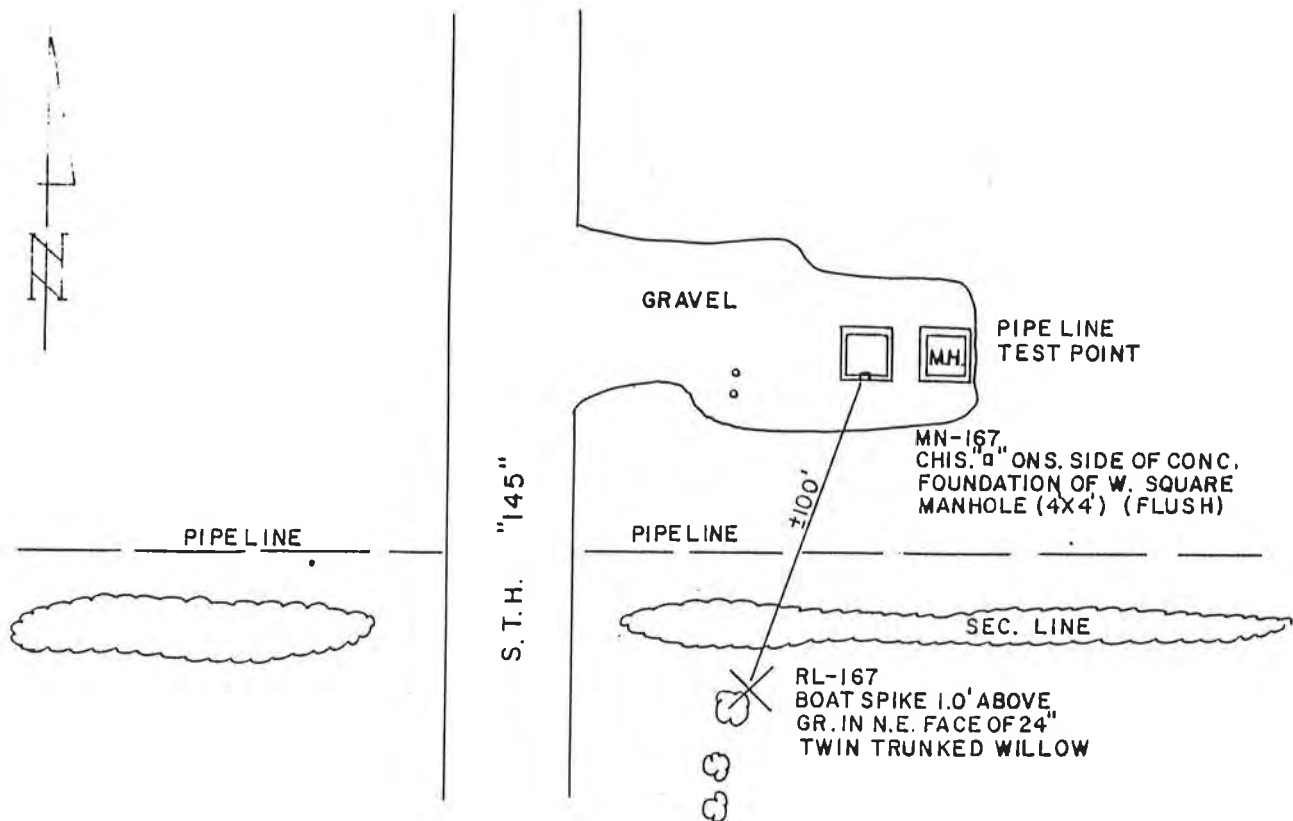 N
GRAVEL
PIPE LINE
TEST POINT
M.H.
MN-167
CHIS."□" ON S. SIDE OF CONC.
FOUNDATION OF W. SQUARE
MANHOLE (4X4') (FLUSH)
±100'
S.T.H. "145"
PIPELINE
PIPELINE
SEC. LINE
RL-167
BOAT SPIKE 1.0' ABOVE
GR. IN N.E. FACE OF 24"
TWIN TRUNKED WILLOW